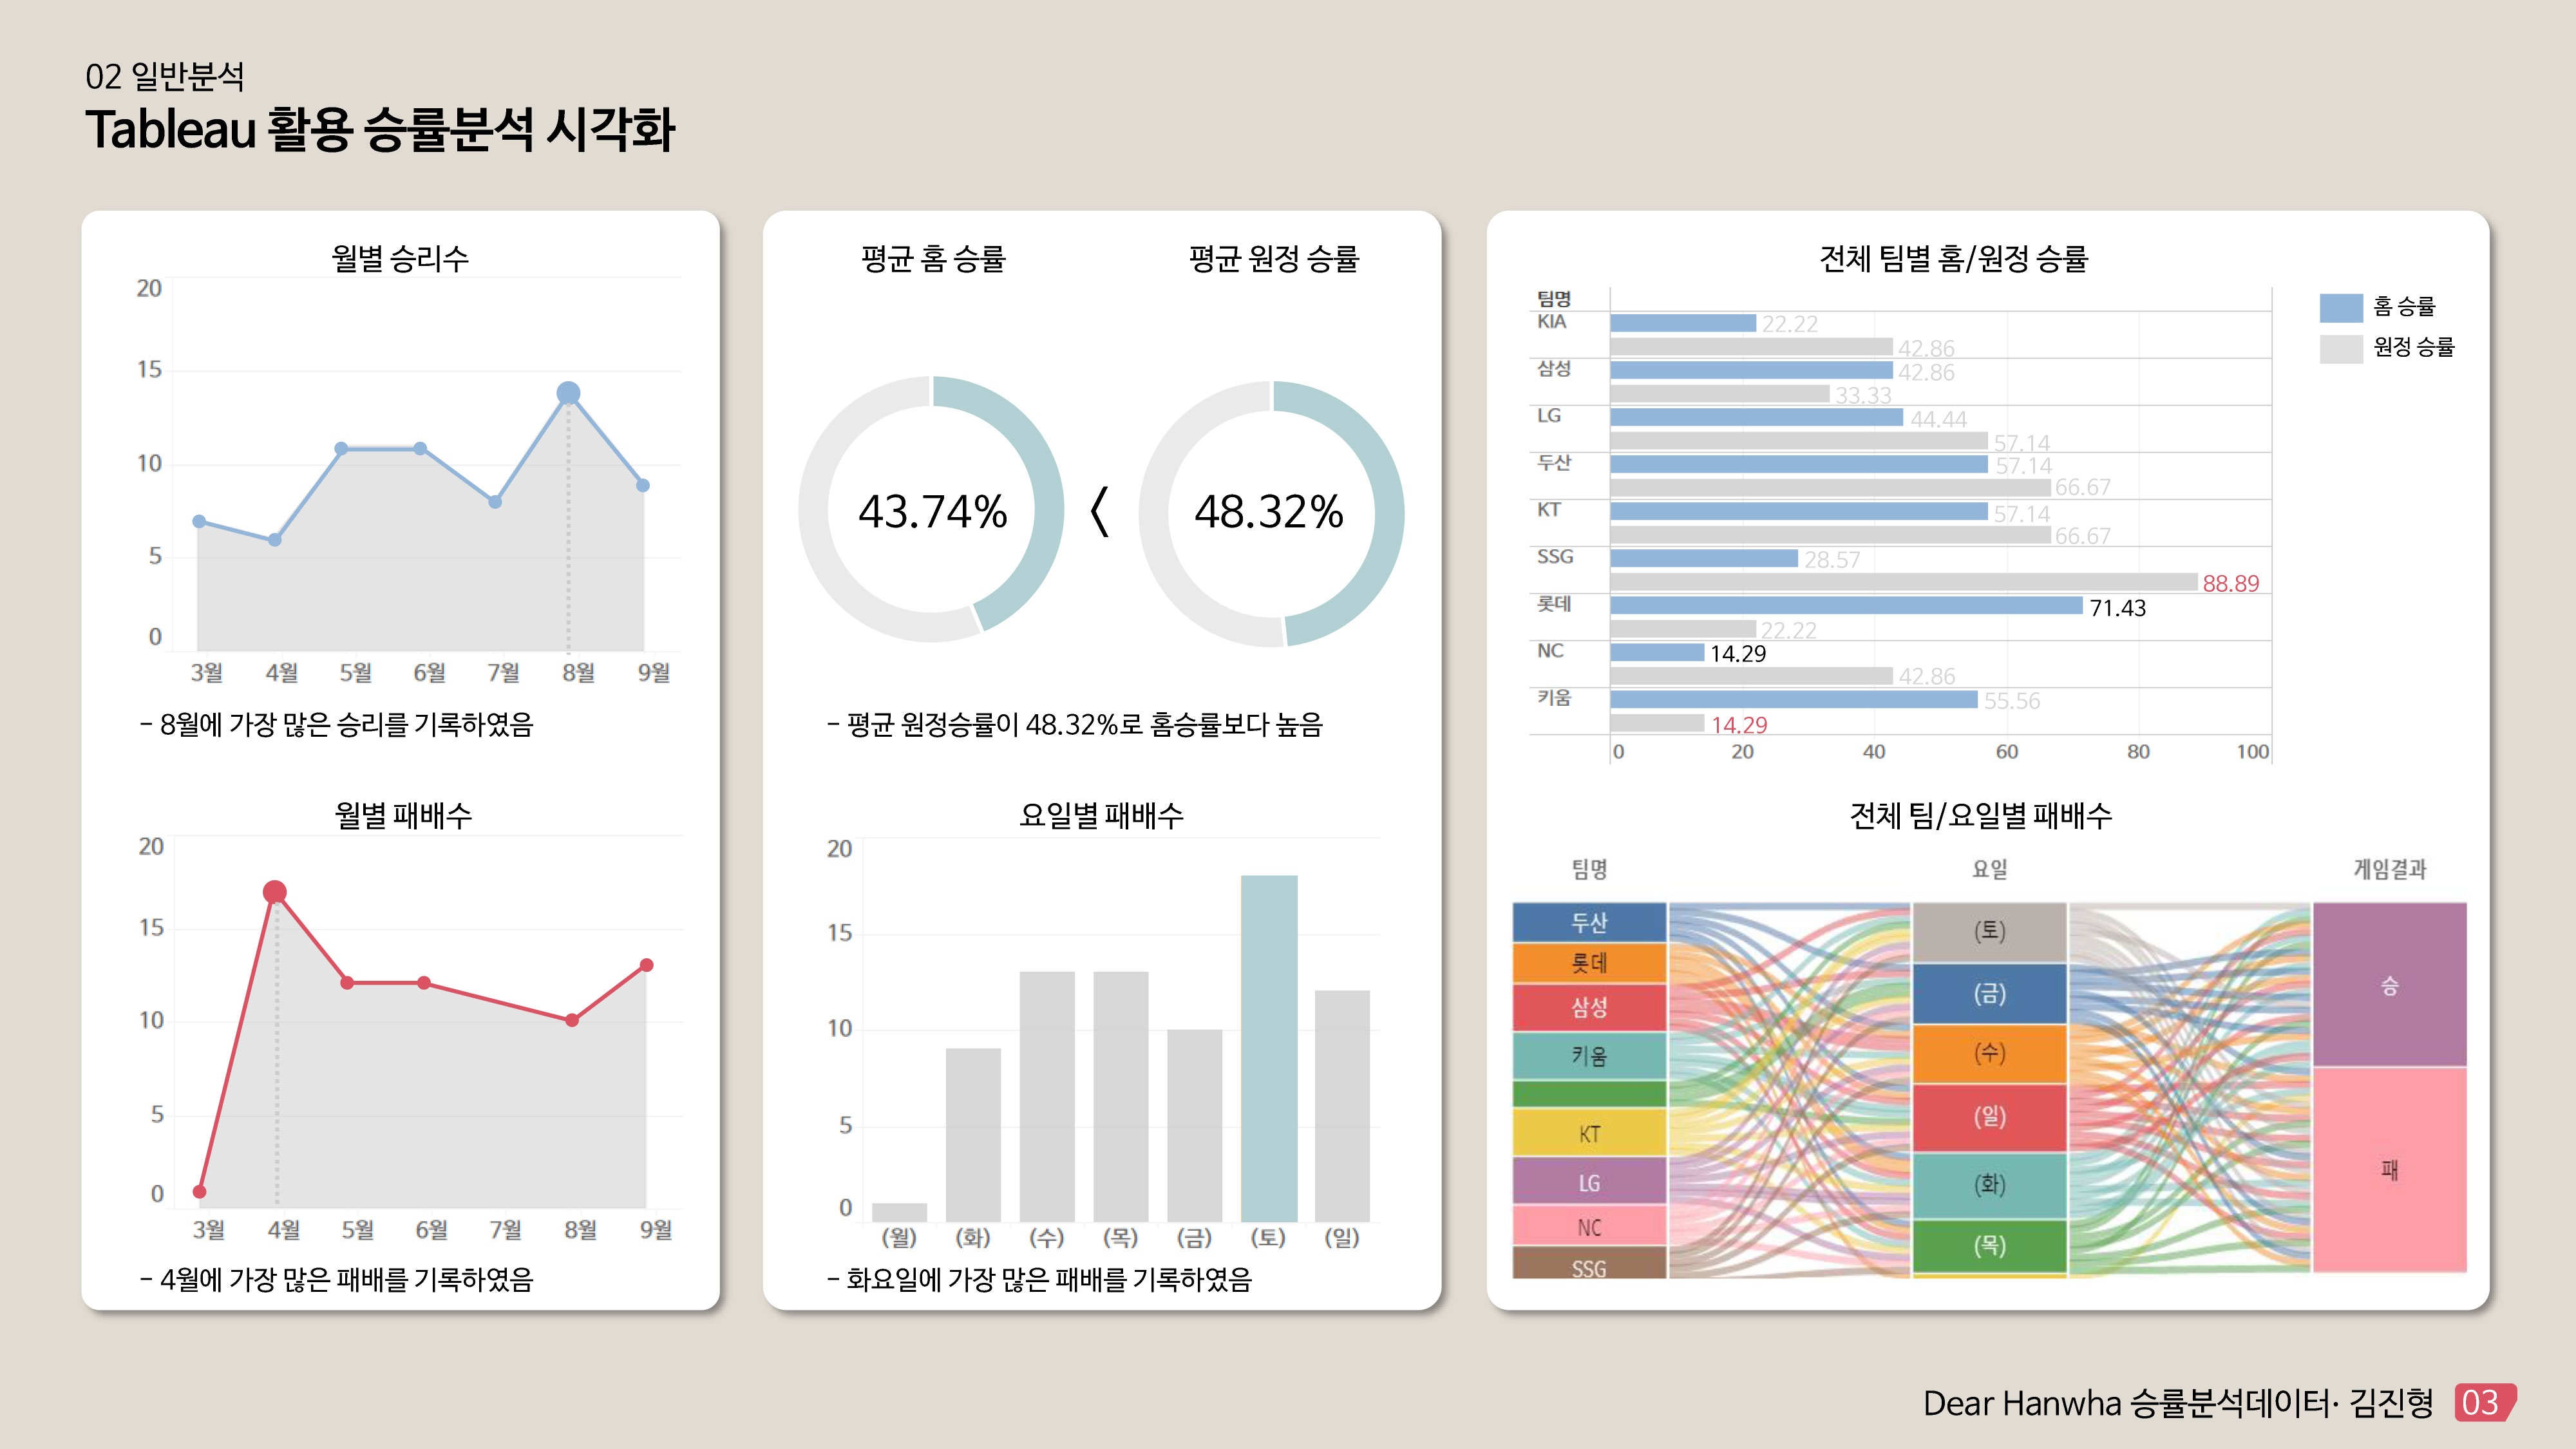 02 일반분석
Tableau 활용 승률분석 시각화
월별 승리수
20
15
10
5
0
3월 4월 5월 6월 7월 8월 9월
- 8월에 가장 많은 승리를 기록하였음
월별 패배수
20
15
10
5
0
3월 4월 5월 6월 7월 8월 9월
- 4월에 가장 많은 패배를 기록하였음
평균 홈 승률 평균 원정 승률
43.74% < 48.32%
- 평균 원정승률이 48.32%로 홈승률보다 높음
요일별 패배수
20
15
10
5
0
(월) (화) (수) (목) (금) (토) (일)
- 화요일에 가장 많은 패배를 기록하였음
전체 팀별 홈/원정 승률
홈 승률
원정 승률
팀명
KIA 22.22
42.86
삼성 42.86
33.33
LG 44.44
57.14
두산 57.14
66.67
KT 57.14
66.67
SSG 28.57
88.89
롯데 71.43
22.22
NC 14.29
42.86
키움 55.56
14.29
0 20 40 60 80 100
전체 팀/요일별 패배수
팀명 요일 게임결과
두산
롯데
삼성
키움
KT
LG
NC
SSG
(토)
(금)
(수)
(일)
(화)
(목)
승
패
Dear Hanwha 승률분석데이터· 김진형 03